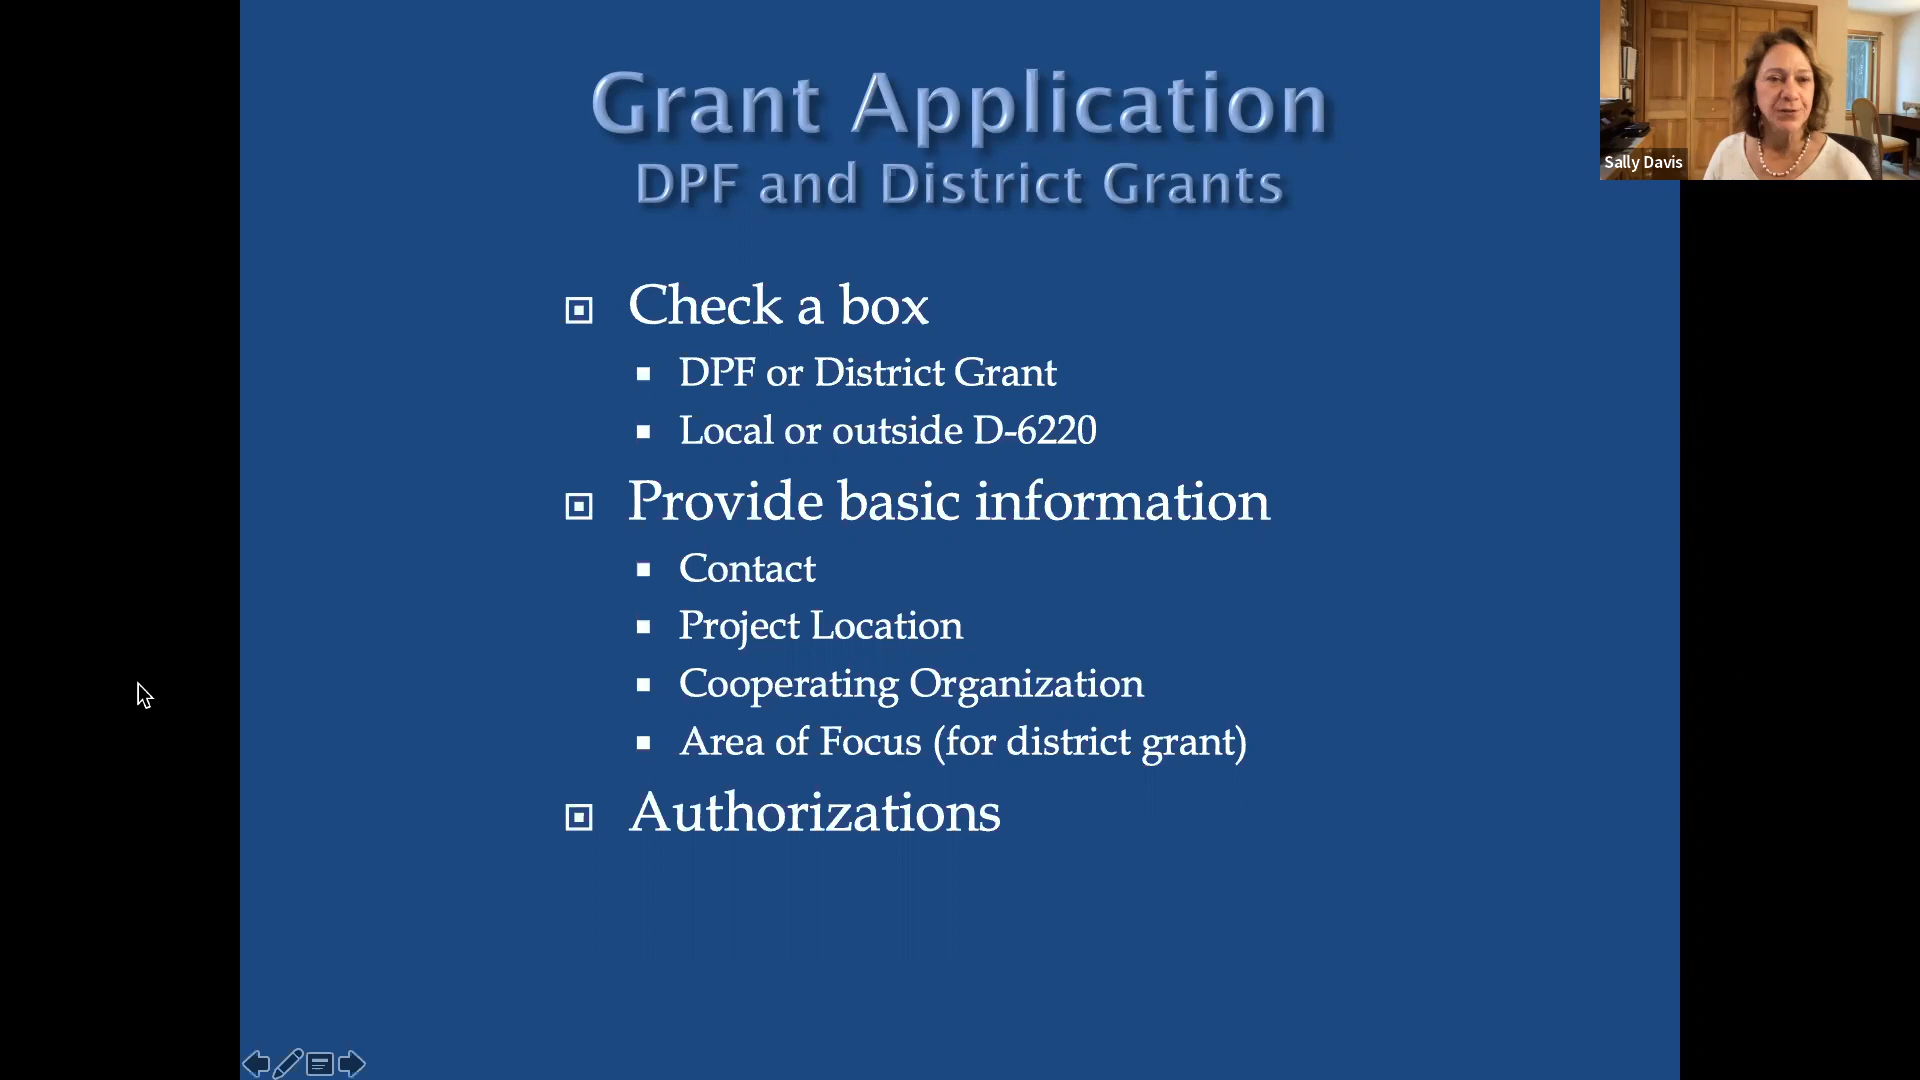 Grant Application
DPF and District Grants
Sally Davis
Check a box
DPF or District Grant
Local or outside D-6220
Provide basic information
Contact
Project Location
Cooperating Organization
Area of Focus (for district grant)
Authorizations